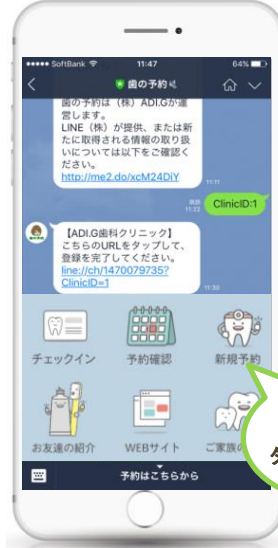 SoftBank 11:47 64%
歯の予約
歯の予約は（株）ADI.Gが運
営します。
LINE（株）が提供、または新
たに取得される情報の取り扱
いについては以下をご確認く
ださい。
http://me2.do/xcM24DiY
11:11
既読
11:22
ClinicID:1
【ADI.G歯科クリニック】
こちらのURLをタップして、
登録を完了してください。
line://ch/1470079735?
ClinicID=1
11:30
チェックイン 予約確認 新規予約
お友達の紹介 WEBサイト ご家族の
予約はこちらから